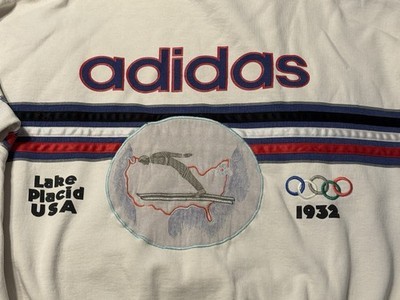 adidas
Lake
Placid
USA
1932